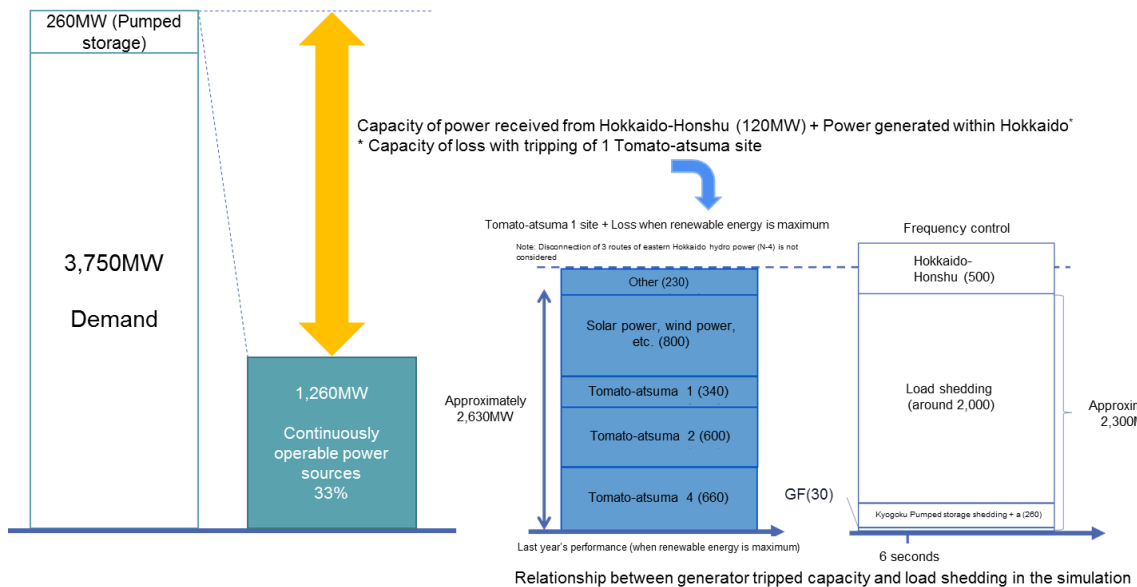 260MW (Pumped
storage)
3,750MW
Demand
1,260MW
Continuously
operable power
sources
33%
Capacity of power received from Hokkaido-Honshu (120MW) + Power generated within Hokkaido*
* Capacity of loss with tripping of 1 Tomato-atsuma site
Tomato-atsuma 1 site + Loss when renewable energy is maximum
Note: Disconnection of 3 routes of eastern Hokkaido hydro power (N-4) is not
considered
Other (230)
Solar power, wind power,
etc. (800)
Tomato-atsuma 1 (340)
Tomato-atsuma 2 (600)
Tomato-atsuma 4 (660)
Approximately
2,630MW
Last year's performance (when renewable energy is maximum)
Frequency control
Hokkaido-
Honshu (500)
Load shedding
(around 2,000)
Approxim
2,300M
GF(30)
Kyogoku Pumped storage shedding + a (260)
6 seconds
Relationship between generator tripped capacity and load shedding in the simulation